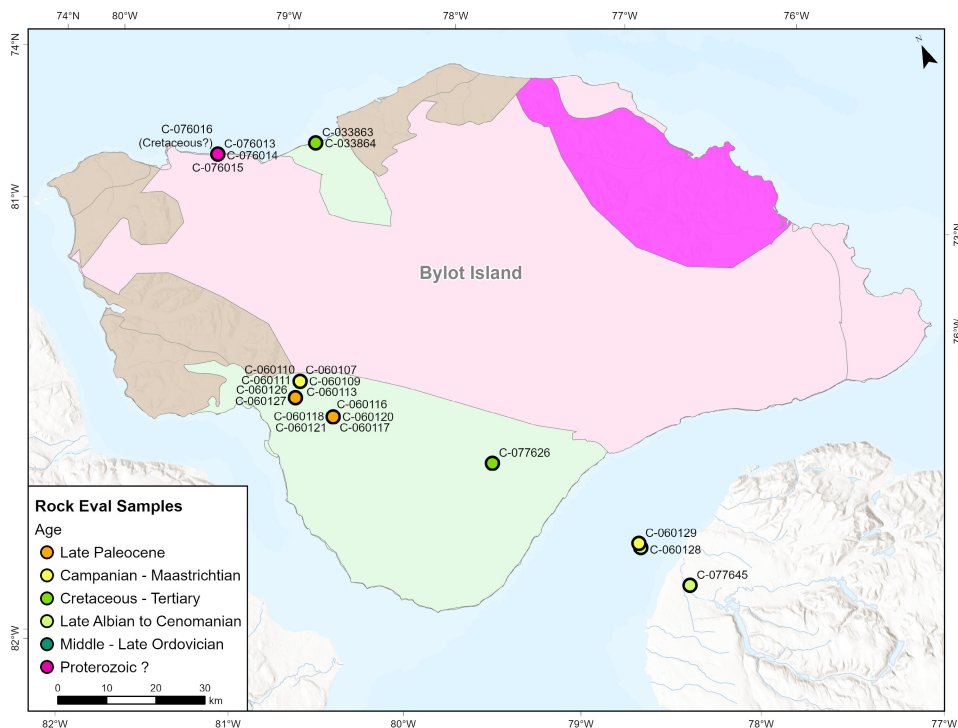 74°N 80°W 79°W 78°W 77°W 76°W
74°N
N
C-076016
(Cretaceous?)
C-076013
C-076014
C-076015
C-033863
C-033864
81°W
73°N
Bylot Island
76°W
C-060110 C-060107
C-060111 C-060109
C-060126 C-060113
C-060127
C-060116
C-060118 C-060120
C-060121 C-060117
C-077626
C-060129
C-060128
C-077645
Rock Eval Samples
Age
Late Paleocene
Campanian - Maastrichtian
Cretaceous - Tertiary
Late Albian to Cenomanian
Middle - Late Ordovician
Proterozoic ?
0 10 20 30
km
82°W
82°W 81°W 80°W 79°W 78°W 77°W